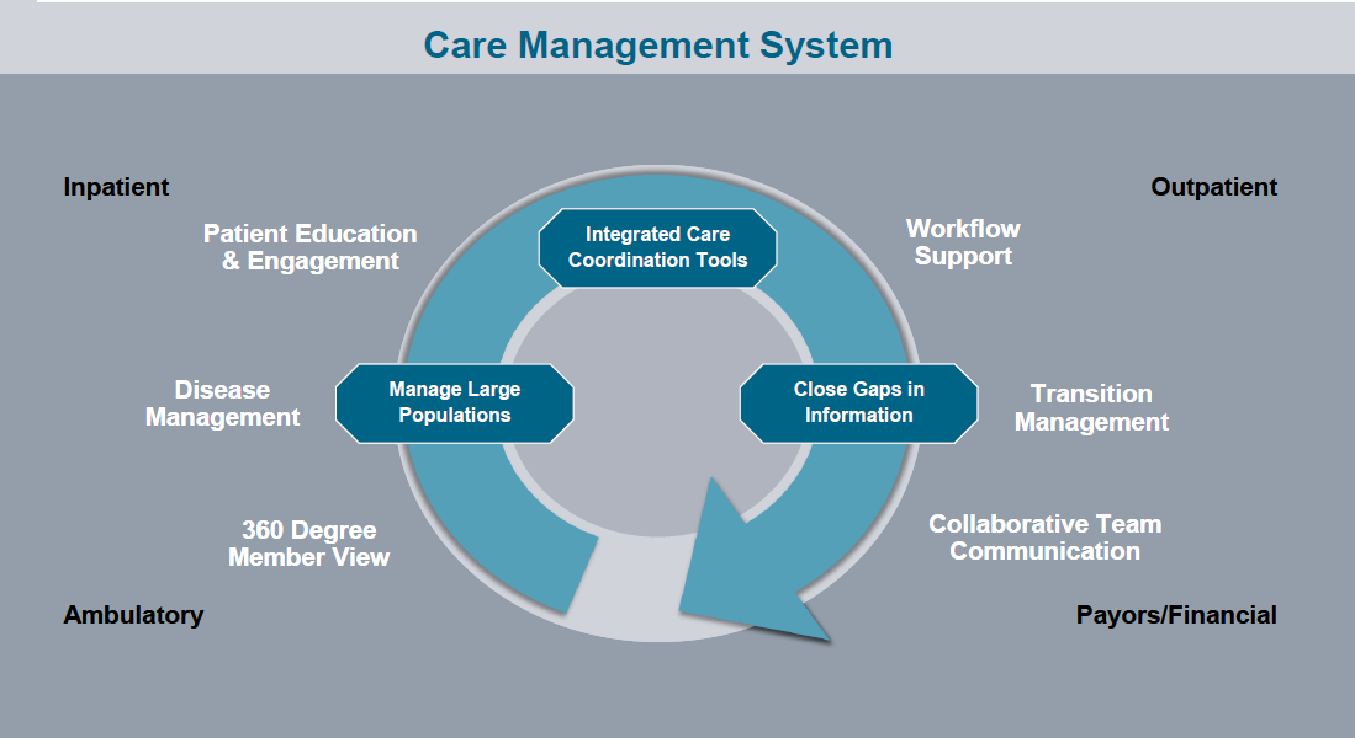 Care Management System
Inpatient
Outpatient
Patient Education
& Engagement
Integrated Care
Coordination Tools
Workflow
Support
Disease
Management
Manage Large
Populations
Close Gaps in
Information
Transition
Management
360 Degree
Member View
Collaborative Team
Communication
Ambulatory
Payors/Financial